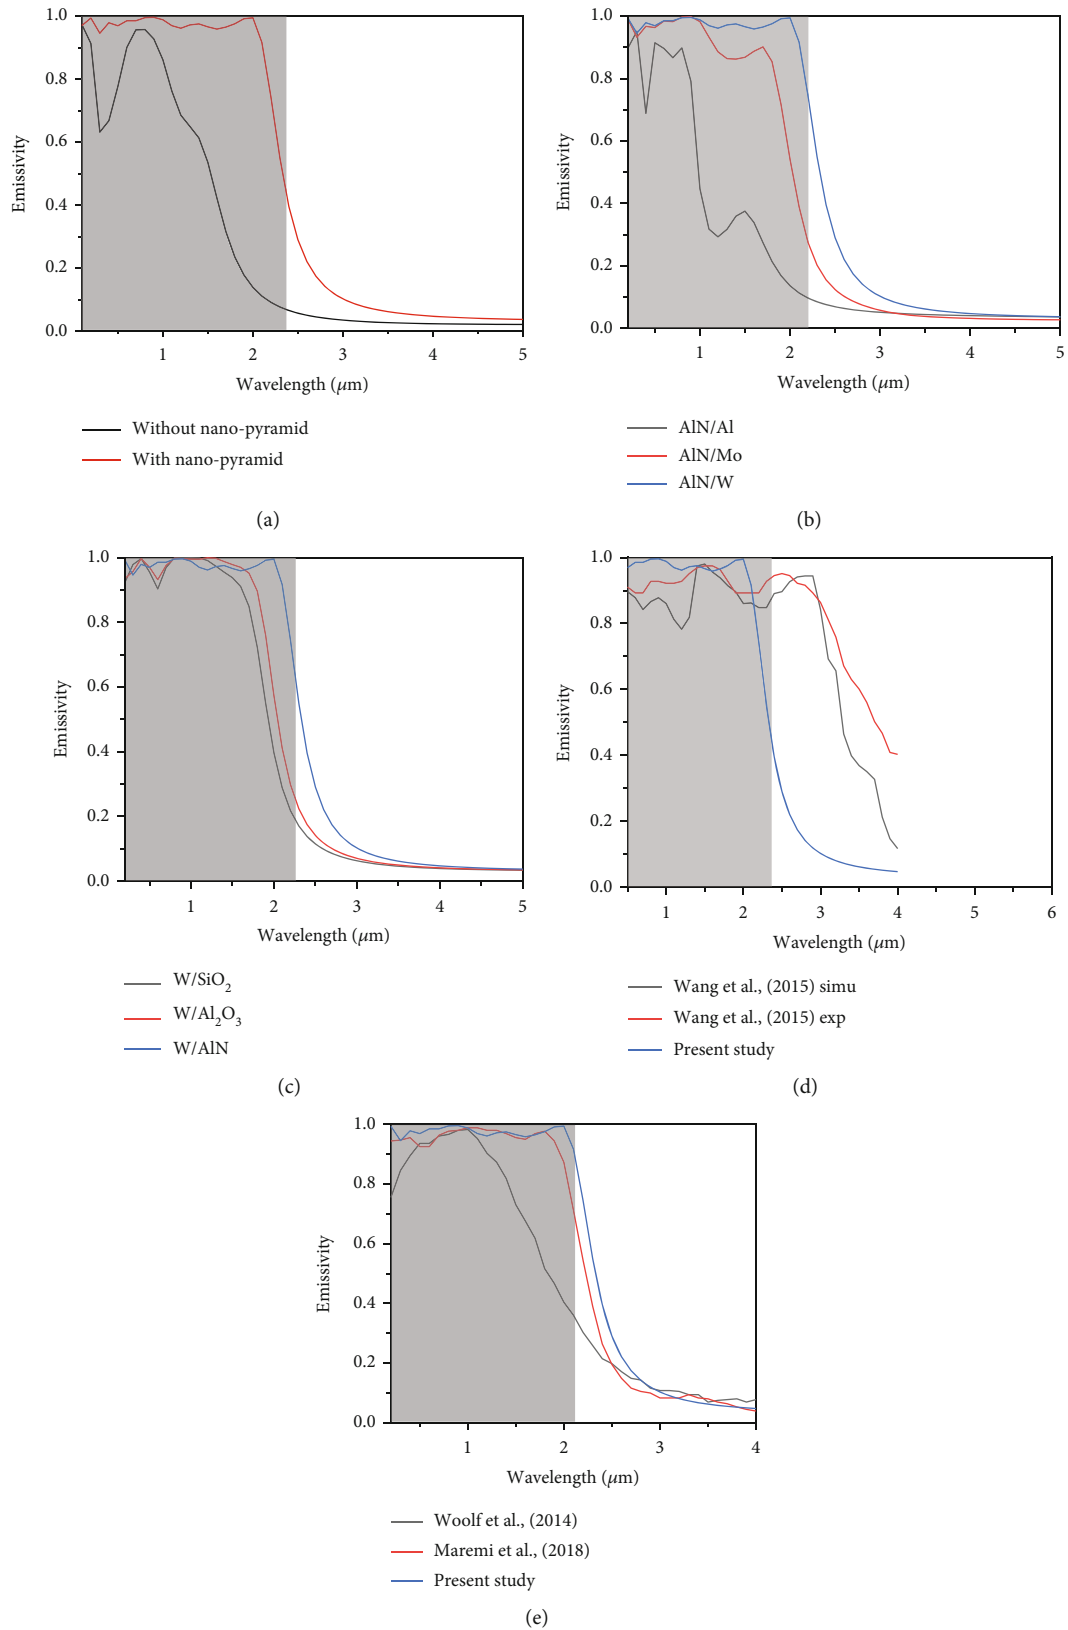 1.0
0.8
0.6
0.4
0.2
0.0
Emissivity
1 2 3 4 5
Wavelength (μm)
Without nano-pyramid
With nano-pyramid
(a)
1.0
0.8
0.6
0.4
0.2
0.0
Emissivity
1 2 3 4 5
Wavelength (μm)
AlN/Al
AlN/Mo
AlN/W
(b)
1.0
0.8
0.6
0.4
0.2
0.0
Emissivity
1 2 3 4 5
Wavelength (μm)
W/SiO₂
W/Al₂O₃
W/AlN
(c)
1.0
0.8
0.6
0.4
0.2
0.0
Emissivity
1 2 3 4 5 6
Wavelength (μm)
Wang et al., (2015) simu
Wang et al., (2015) exp
Present study
(d)
1.0
0.8
0.6
0.4
0.2
0.0
Emissivity
1 2 3 4
Wavelength (μm)
Woolf et al., (2014)
Maremi et al., (2018)
Present study
(e)